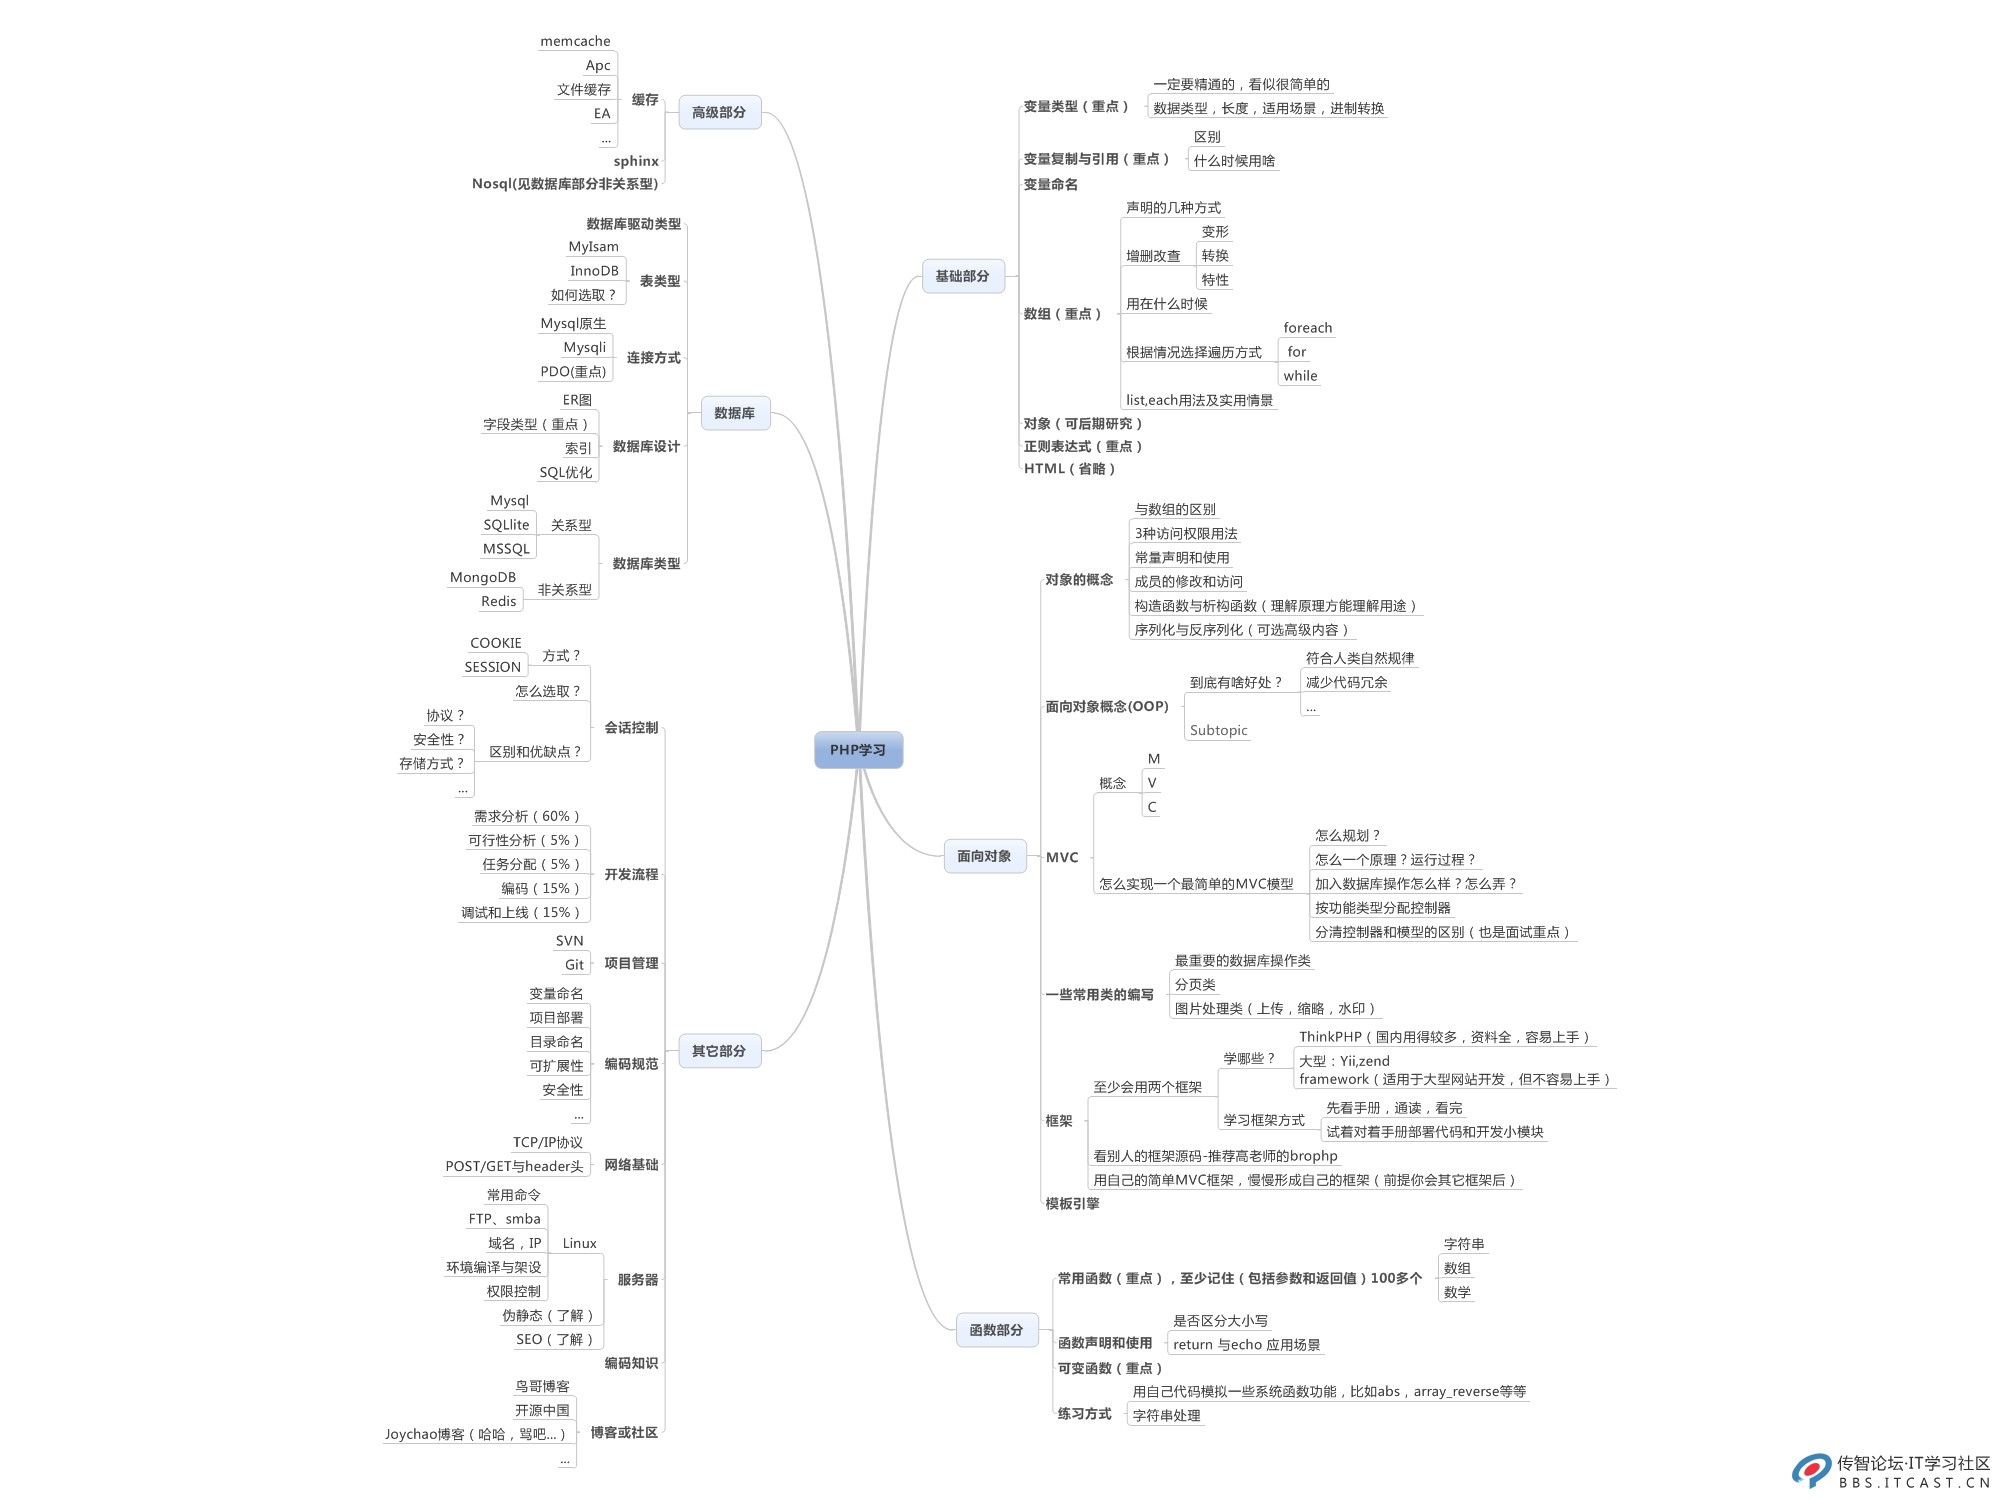 PHP学习
基础部分
变量类型（重点）
一定要精通的，看似很简单的
数据类型，长度，适用场景，进制转换
变量复制与引用（重点）
区别
什么时候用啥
变量命名
数组（重点）
声明的几种方式
增删改查
变形
转换
特性
用在什么时候
根据情况选择遍历方式
foreach
for
while
list,each用法及实用情景
对象（可后期研究）
正则表达式（重点）
HTML（省略）
面向对象
对象的概念
与数组的区别
3种访问权限用法
常量声明和使用
成员的修改和访问
构造函数与析构函数（理解原理方能理解用途）
序列化与反序列化（可选高级内容）
面向对象概念(OOP)
到底有啥好处？
符合人类自然规律
减少代码冗余
...
Subtopic
MVC
概念
M
V
C
怎么实现一个最简单的MVC模型
怎么规划？
怎么一个原理？运行过程？
加入数据库操作怎么样？怎么弄？
按功能类型分配控制器
分清控制器和模型的区别（也是面试重点）
一些常用类的编写
最重要的数据库操作类
分页类
图片处理类（上传，缩略，水印）
框架
至少会用两个框架
学哪些？
ThinkPHP（国内用得较多，资料全，容易上手）
大型：Yii,zend
framework（适用于大型网站开发，但不容易上手）
学习框架方式
先看手册，通读，看完
试着对着手册部署代码和开发小模块
看别人的框架源码-推荐高老师的brophp
用自己的简单MVC框架，慢慢形成自己的框架（前提你会其它框架后）
模板引擎
函数部分
常用函数（重点），至少记住（包括参数和返回值）100多个
字符串
数组
数学
函数声明和使用
是否区分大小写
return 与echo 应用场景
可变函数（重点）
练习方式
用自己代码模拟一些系统函数功能，比如abs，array_reverse等等
字符串处理
高级部分
缓存
memcache
Apc
文件缓存
EA
...
sphinx
Nosql(见数据库部分非关系型)
数据库
数据库驱动类型
表类型
MyIsam
InnoDB
如何选取？
连接方式
Mysql原生
Mysqli
PDO(重点)
数据库设计
ER图
字段类型（重点）
索引
SQL优化
数据库类型
关系型
Mysql
SQLlite
MSSQL
非关系型
MongoDB
Redis
其它部分
会话控制
方式？
COOKIE
SESSION
怎么选取？
区别和优缺点？
协议？
安全性？
存储方式？
...
开发流程
需求分析（60%）
可行性分析（5%）
任务分配（5%）
编码（15%）
调试和上线（15%）
项目管理
SVN
Git
编码规范
变量命名
项目部署
目录命名
可扩展性
安全性
...
网络基础
TCP/IP协议
POST/GET与header头
服务器
Linux
常用命令
FTP、smba
域名，IP
环境编译与架设
权限控制
伪静态（了解）
SEO（了解）
编码知识
博客或社区
鸟哥博客
开源中国
Joychao博客（哈哈，骂吧...）
...
传智论坛·IT学习社区
BBS.ITCAST.CN